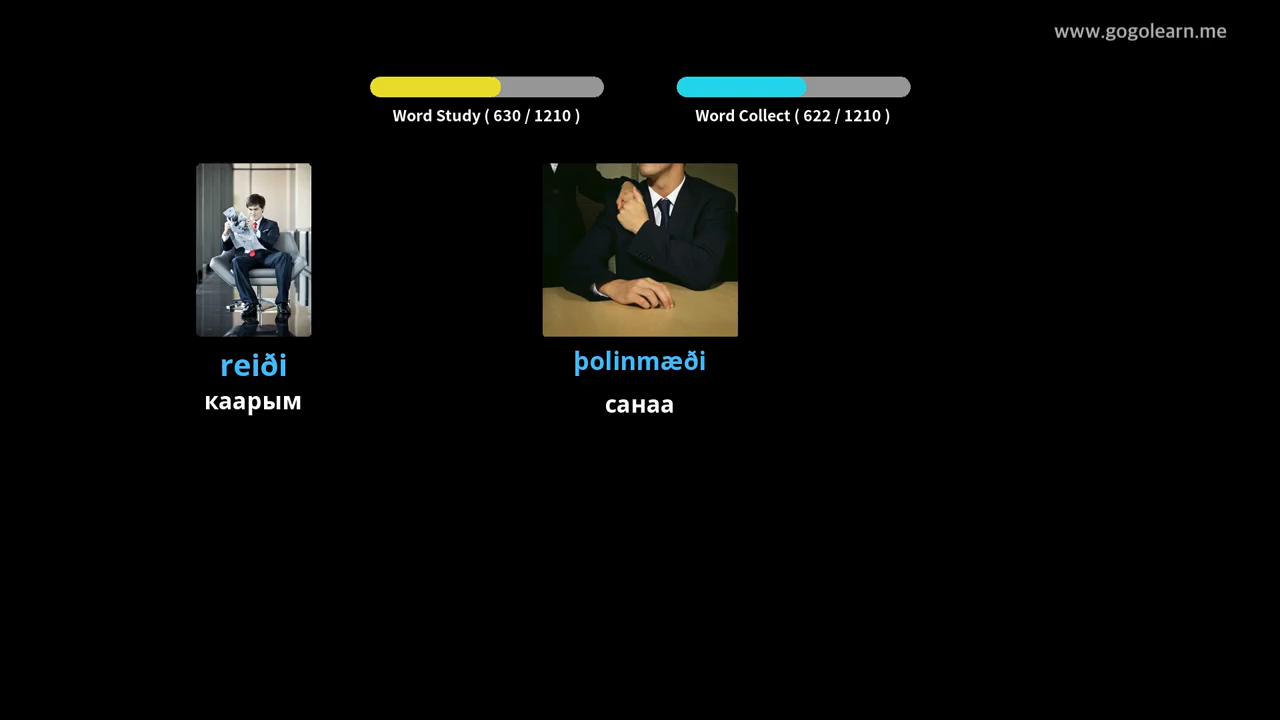 www.gogolearn.me
Word Study ( 630 / 1210 )
Word Collect ( 622 / 1210 )
reiði
каарым
þolinmæði
санаа